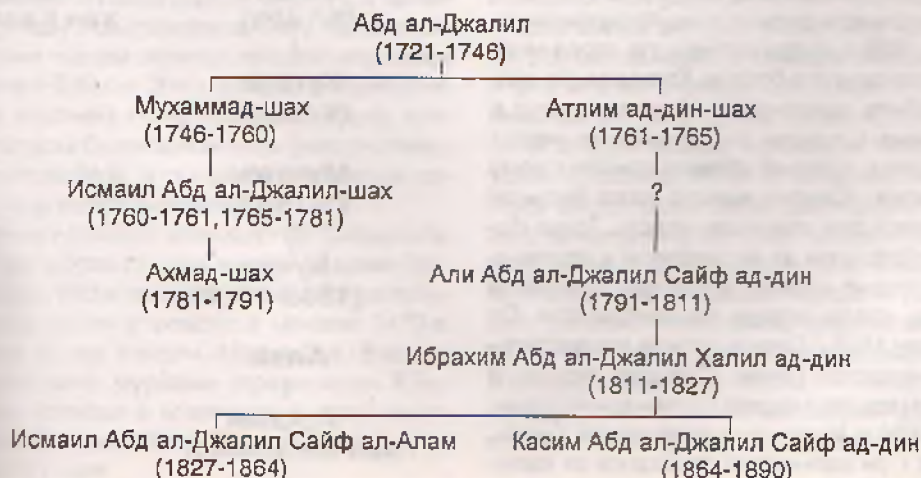 Абд ал-Джалил
(1721-1746)
Мухаммад-шах
(1746-1760)
Атлим ад-дин-шах
(1761-1765)
Исмаил Абд ал-Джалил-шах
(1760-1761,1765-1781)
?
Ахмад-шах
(1781-1791)
Али Абд ал-Джалил Сайф ад-дин
(1791-1811)
Ибрахим Абд ал-Джалил Халил ад-дин
(1811-1827)
Исмаил Абд ал-Джалил Сайф ал-Алам
(1827-1864)
Касим Абд ал-Джалил Сайф ад-дин
(1864-1890)